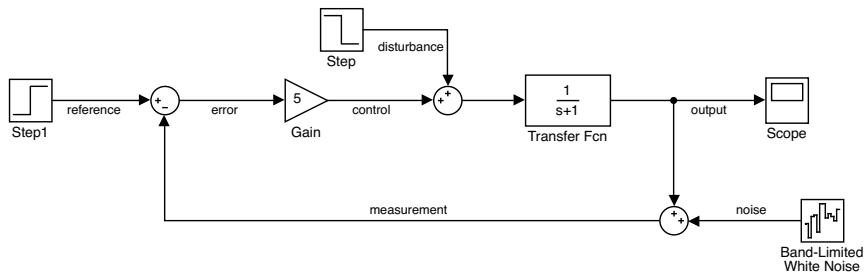 disturbance
Step
+
+
reference
Step1
+
−
error
5
Gain
control
1
s+1
Transfer Fcn
output
Scope
measurement
+
+
noise
Band-Limited
White Noise